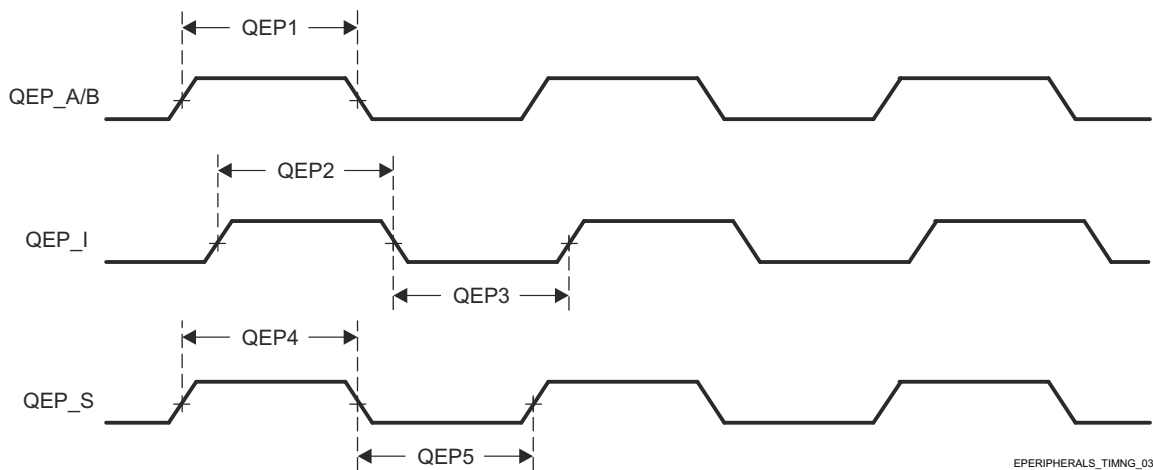 QEP1
QEP_A/B
QEP2
QEP_I
QEP3
QEP4
QEP_S
QEP5
EPERIPHERALS_TIMNG_03